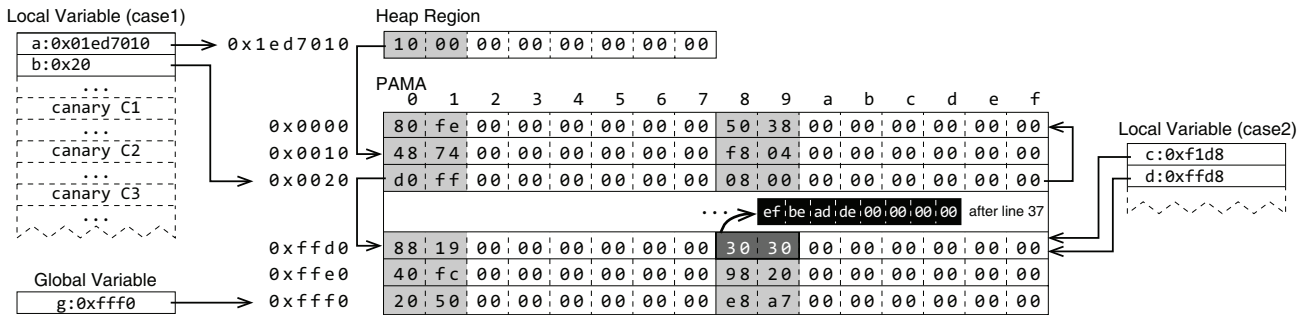 Local Variable (case1)
a:0x01ed7010
b:0x20
...
canary C1
...
canary C2
...
canary C3
...
Global Variable
g:0xfff0
Heap Region
0x1ed7010 10 00 00 00 00 00 00 00
PAMA
0 1 2 3 4 5 6 7 8 9 a b c d e f
0x0000 80 fe 00 00 00 00 00 00 50 38 00 00 00 00 00 00
0x0010 48 74 00 00 00 00 00 00 f8 04 00 00 00 00 00 00
0x0020 d0 ff 00 00 00 00 00 00 08 00 00 00 00 00 00 00
... ef be ad de 00 00 00 00 after line 37
0xffd0 88 19 00 00 00 00 00 00 30 30 00 00 00 00 00 00
0xffe0 40 fc 00 00 00 00 00 00 98 20 00 00 00 00 00 00
0xfff0 20 50 00 00 00 00 00 00 e8 a7 00 00 00 00 00 00
Local Variable (case2)
c:0xf1d8
d:0xffd8